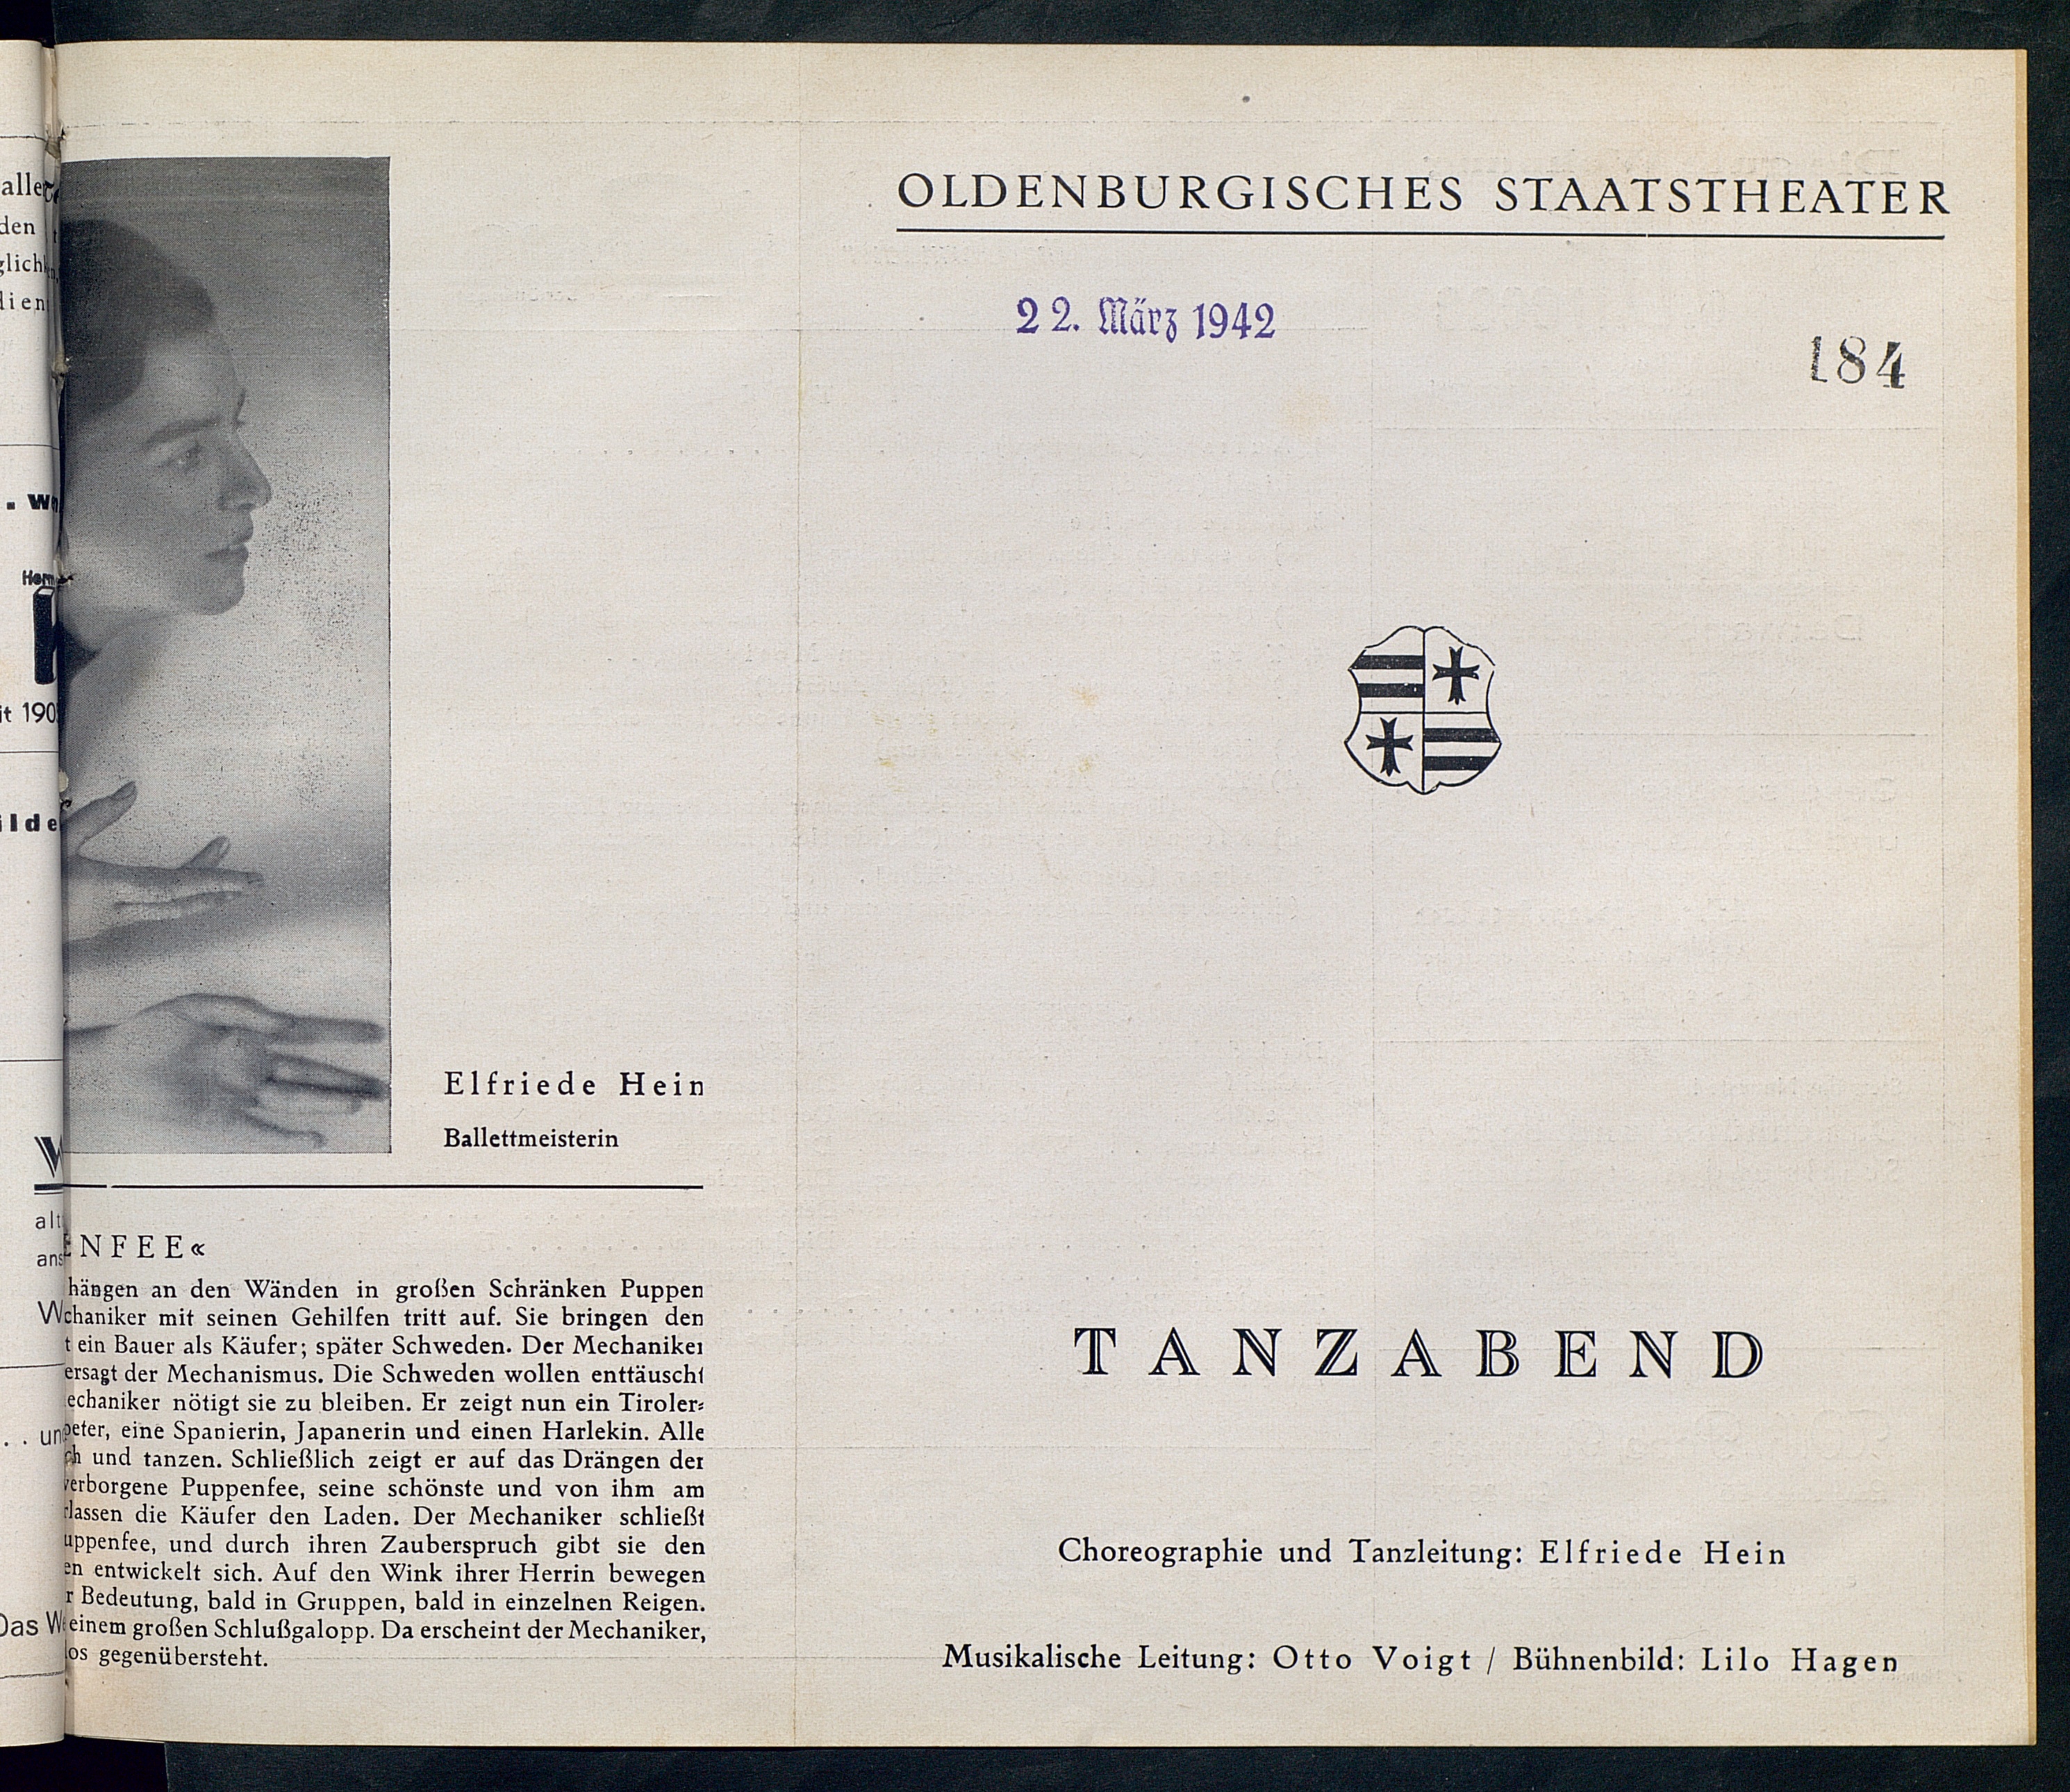 Elfriede Hein
Ballettmeisterin
ENFEE«
hängen an den Wänden in großen Schränken Puppen
chaniker mit seinen Gehilfen tritt auf. Sie bringen den
t ein Bauer als Käufer; später Schweden. Der Mechaniker
ersagt der Mechanismus. Die Schweden wollen enttäuscht
echaniker nötigt sie zu bleiben. Er zeigt nun ein Tiroler-
peter, eine Spanierin, Japanerin und einen Harlekin. Alle
ch und tanzen. Schließlich zeigt er auf das Drängen der
verborgene Puppenfee, seine schönste und von ihm am
rlassen die Käufer den Laden. Der Mechaniker schließt
uppenfee, und durch ihren Zauberspruch gibt sie den
en entwickelt sich. Auf den Wink ihrer Herrin bewegen
r Bedeutung, bald in Gruppen, bald in einzelnen Reigen.
einem großen Schlußgalopp. Da erscheint der Mechaniker,
los gegenübersteht.
OLDENBURGISCHES STAATSTHEATER
22. März 1942
184
TANZABEND
Choreographie und Tanzleitung: Elfriede Hein
Musikalische Leitung: Otto Voigt / Bühnenbild: Lilo Hagen